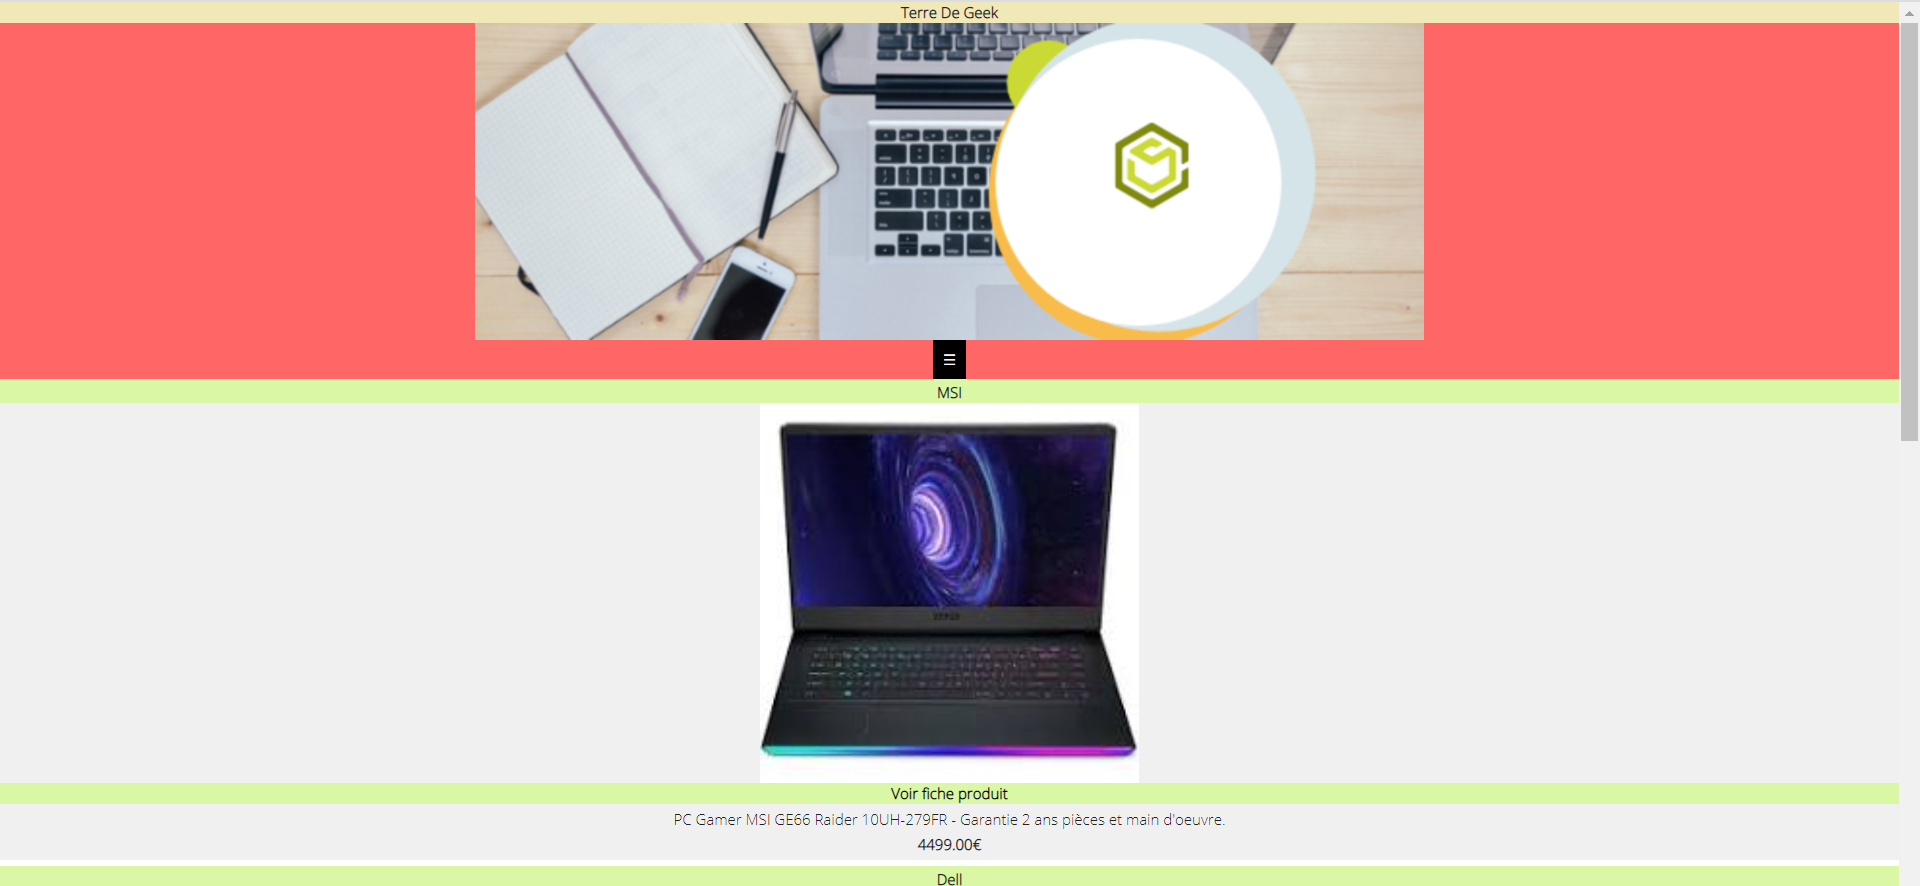 Terre De Geek
☰
MSI
Voir fiche produit
PC Gamer MSI GE66 Raider 10UH-279FR - Garantie 2 ans pièces et main d'oeuvre.
4499.00€
Dell